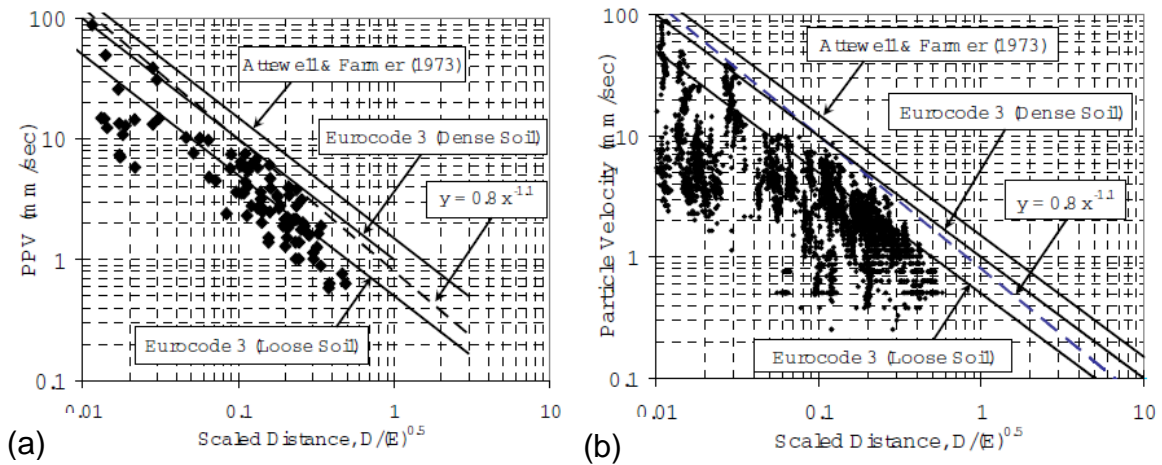 100
10
1
0.1
PPV (mm/sec)
Attewell & Farmer (1973)
Eurocode 3 (Dense Soil)
y = 0.8 x^-1.1
Eurocode 3 (Loose Soil)
0.01 0.1 1 10
Scaled Distance, D/(E)^0.5
(a)
100
10
1
0.1
Particle Velocity (mm/sec)
Attewell & Farmer (1973)
Eurocode 3 (Dense Soil)
y = 0.8 x^-1.1
Eurocode 3 (Loose Soil)
0.01 0.1 1 10
Scaled Distance, D/(E)^0.5
(b)